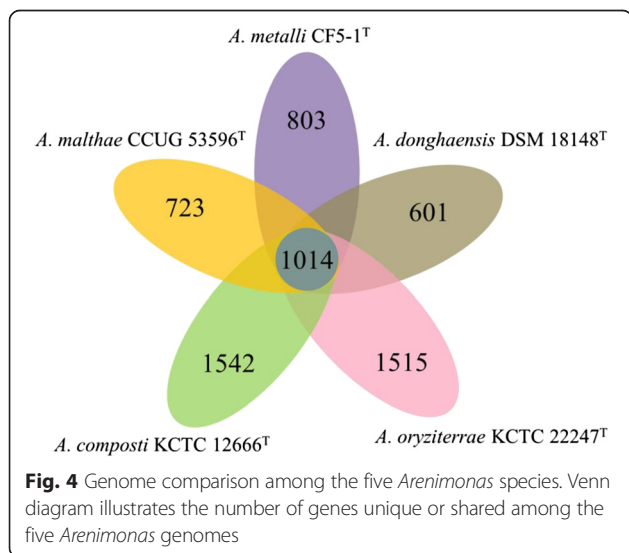 A. metalli CF5-1ᵀ
803
A. malthae CCUG 53596ᵀ
A. donghaensis DSM 18148ᵀ
723
601
1014
1542
1515
A. composti KCTC 12666ᵀ
A. oryziterrae KCTC 22247ᵀ
Fig. 4 Genome comparison among the five Arenimonas species. Venn
diagram illustrates the number of genes unique or shared among the
five Arenimonas genomes